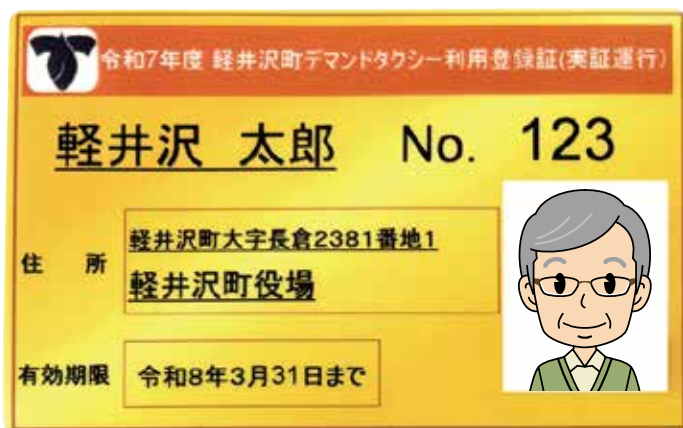 令和7年度 軽井沢町デマンドタクシー利用登録証(実証運行)
軽井沢 太郎 No. 123
住 所
軽井沢町大字長倉2381番地1
軽井沢町役場
有効期限 令和8年3月31日まで